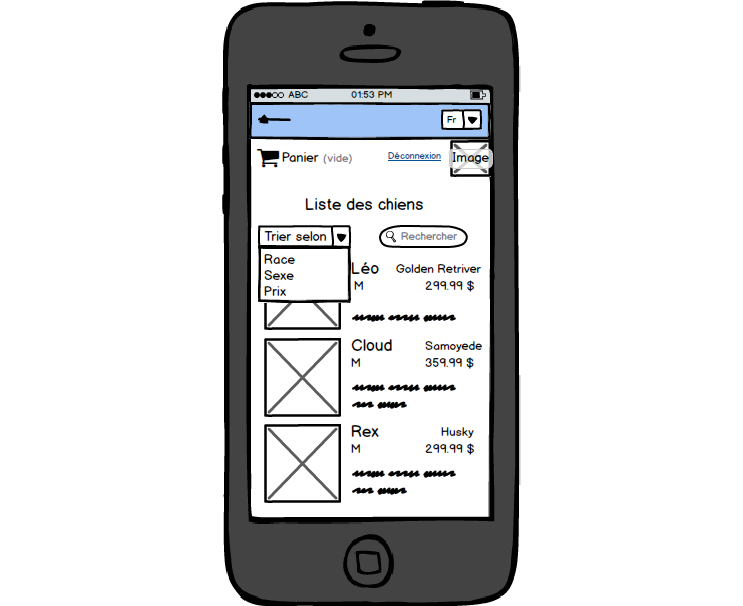 ABC 01:53 PM
Fr
Panier (vide) Déconnexion Image
Liste des chiens
Trier selon Rechercher
Race
Sexe
Prix
Léo Golden Retriver
M 299.99 $
Cloud Samoyede
M 359.99 $
Rex Husky
M 299.99 $